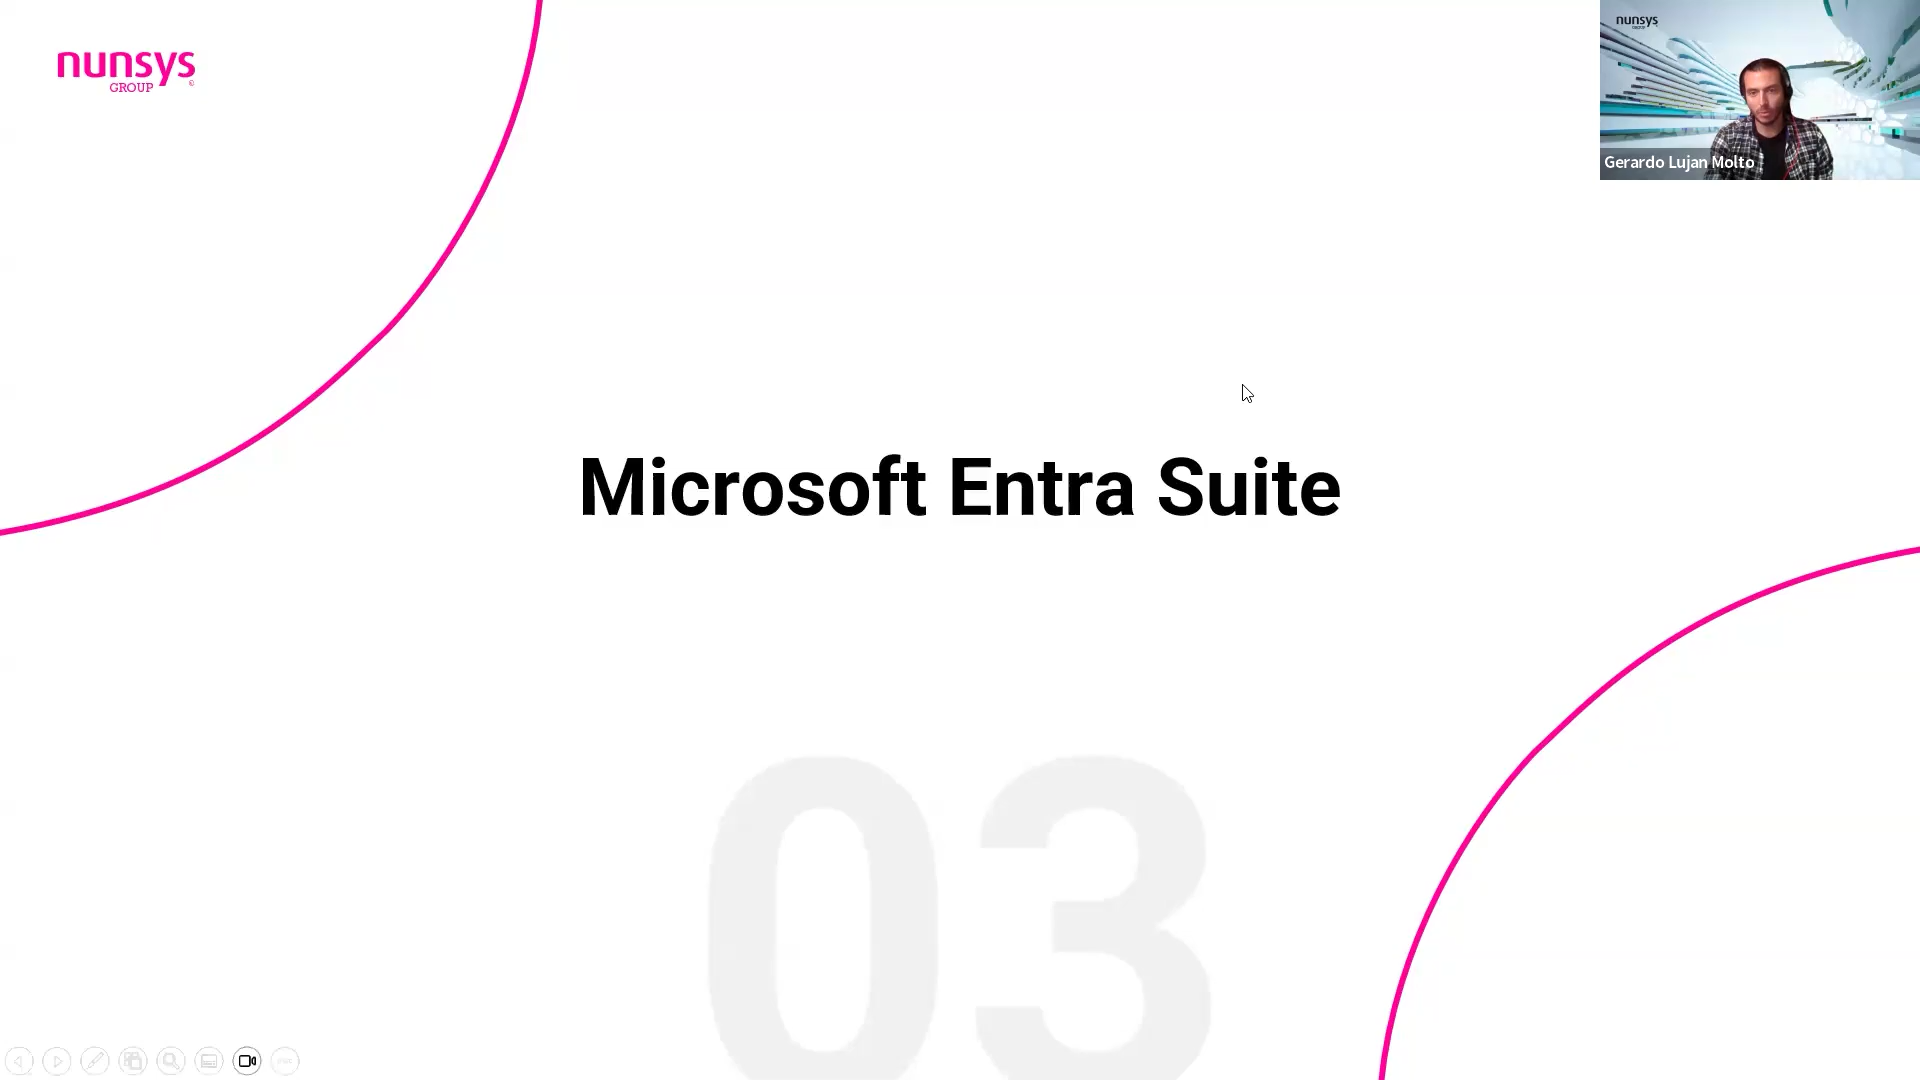 nunsys
GROUP
nunsys
Gerardo Lujan Molto
Microsoft Entra Suite
03